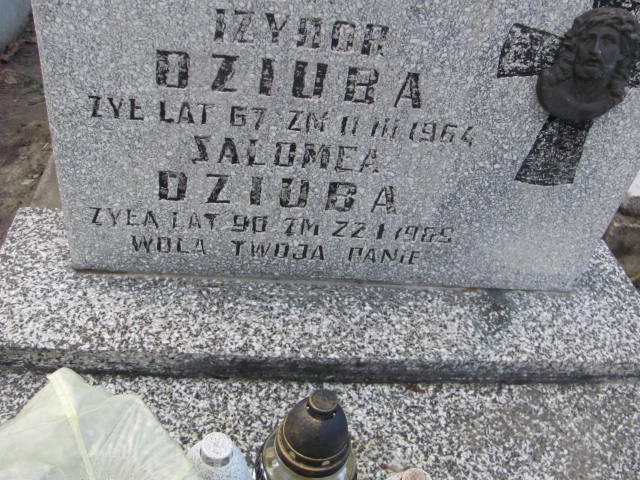 IZYDOR
DZIUBA
ŻYŁ LAT 67 ZM 11 III 1964
SALOMEA
DZIUBA
ŻYŁA LAT 90 ZM 22 I 1985
WOLA TWOJA PANIE